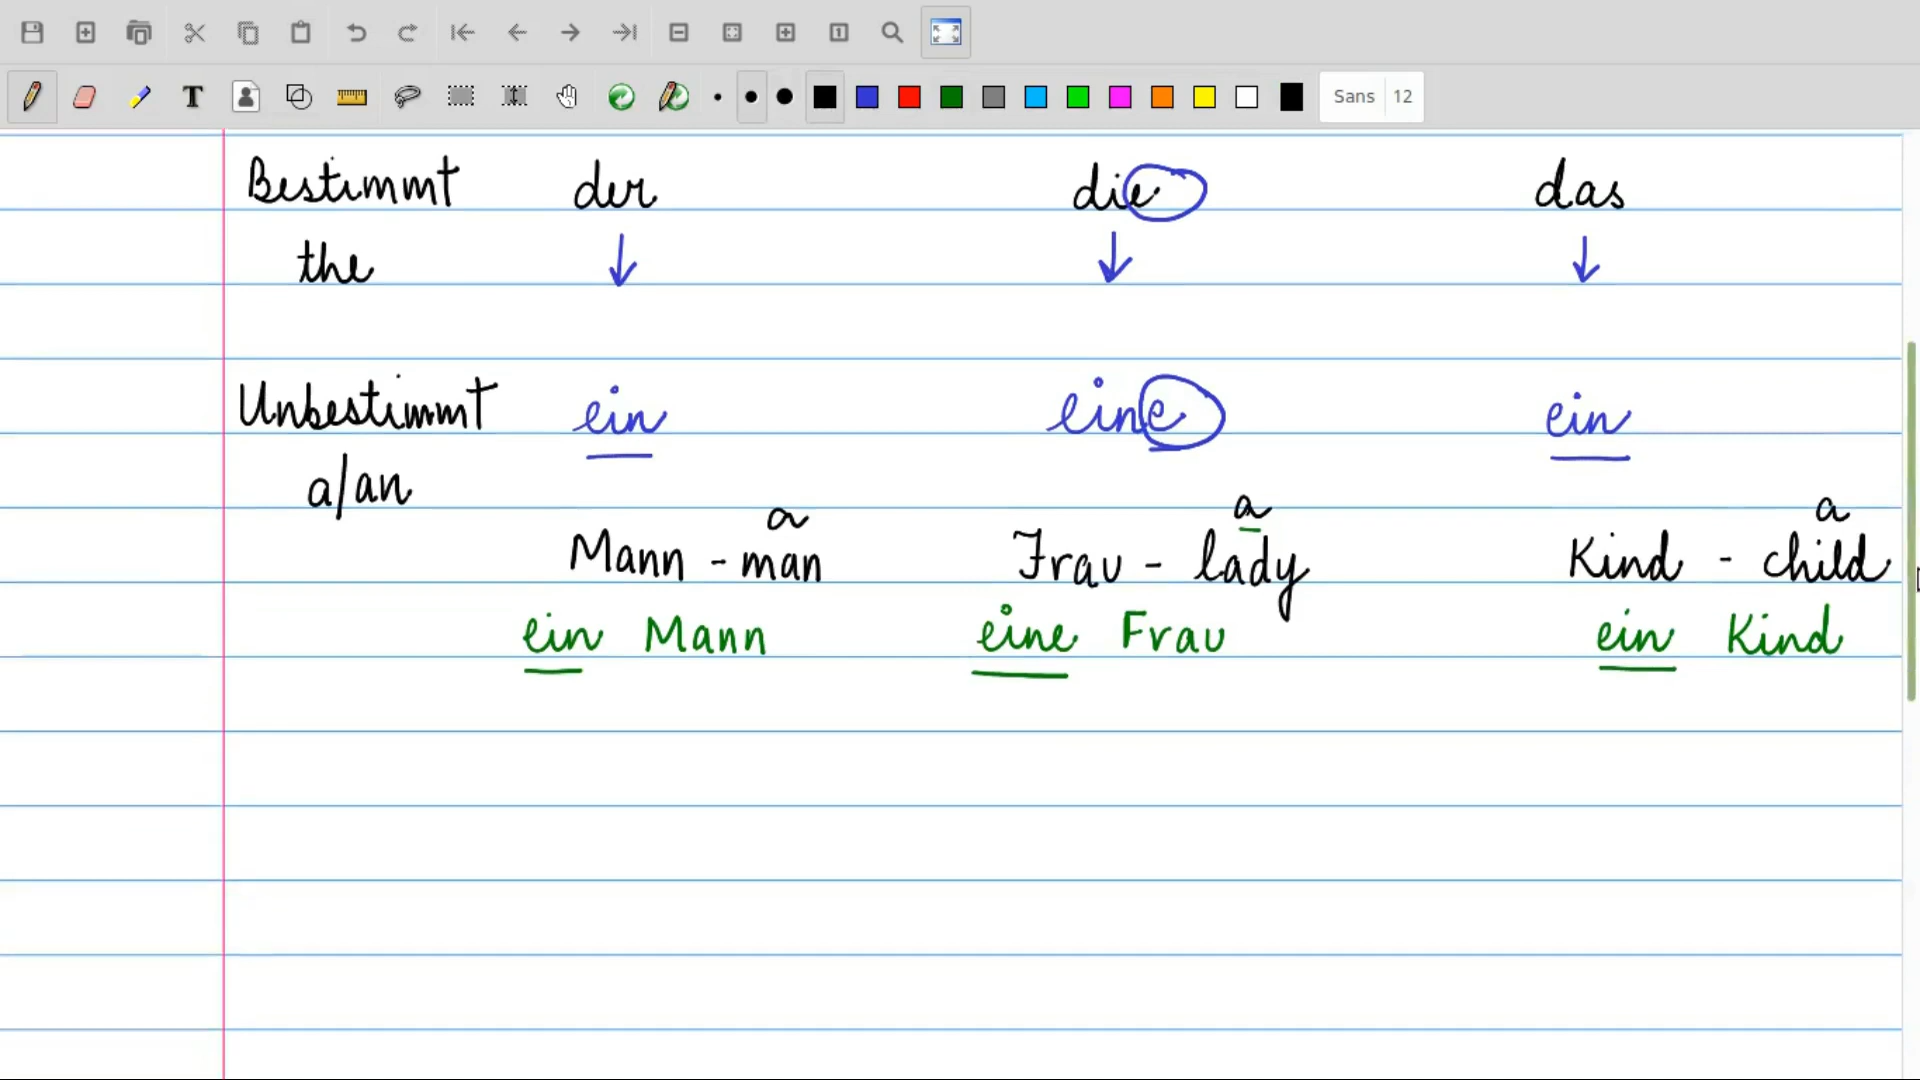 Sans 12
Bestimmt der die das
the
Unbestimmt ein eine ein
a/an
a a a
Mann - man Frau - lady Kind - child
ein Mann eine Frau ein Kind